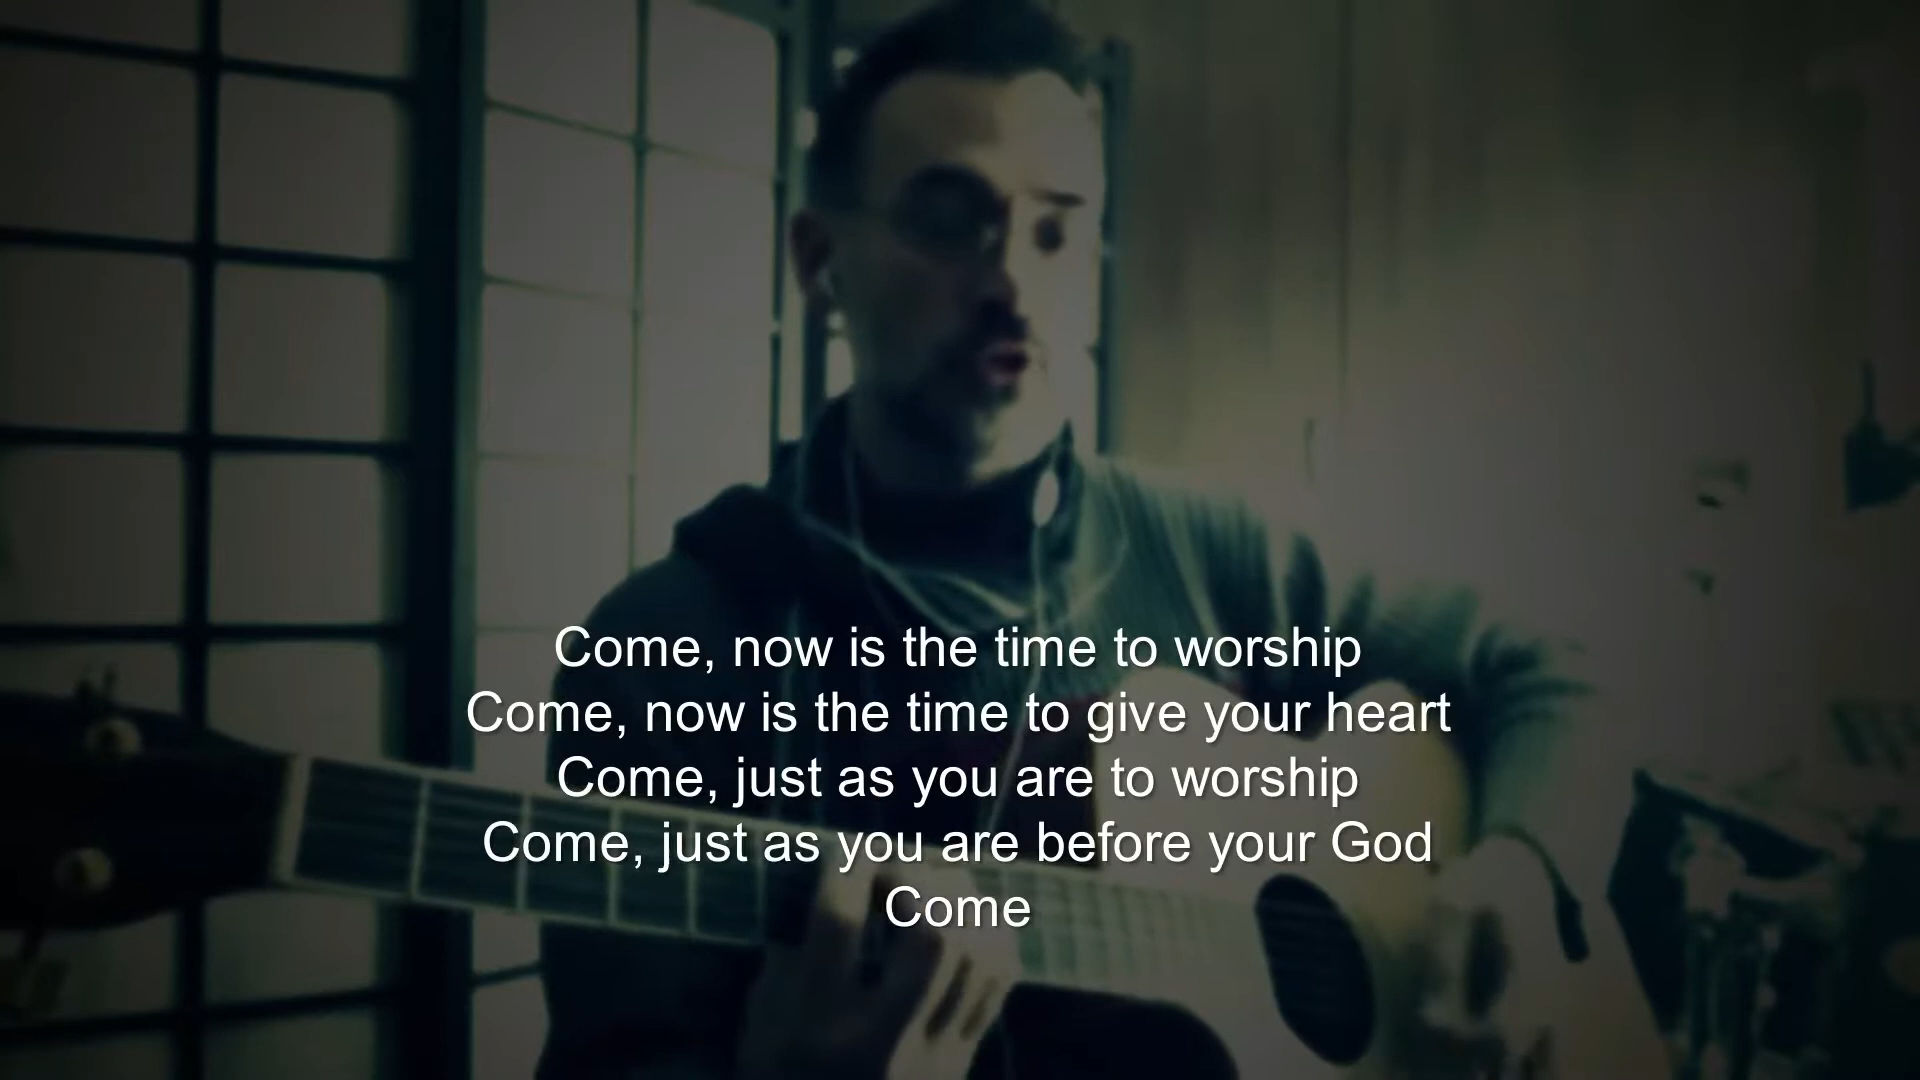 Come, now is the time to worship
Come, now is the time to give your heart
Come, just as you are to worship
Come, just as you are before your God
Come